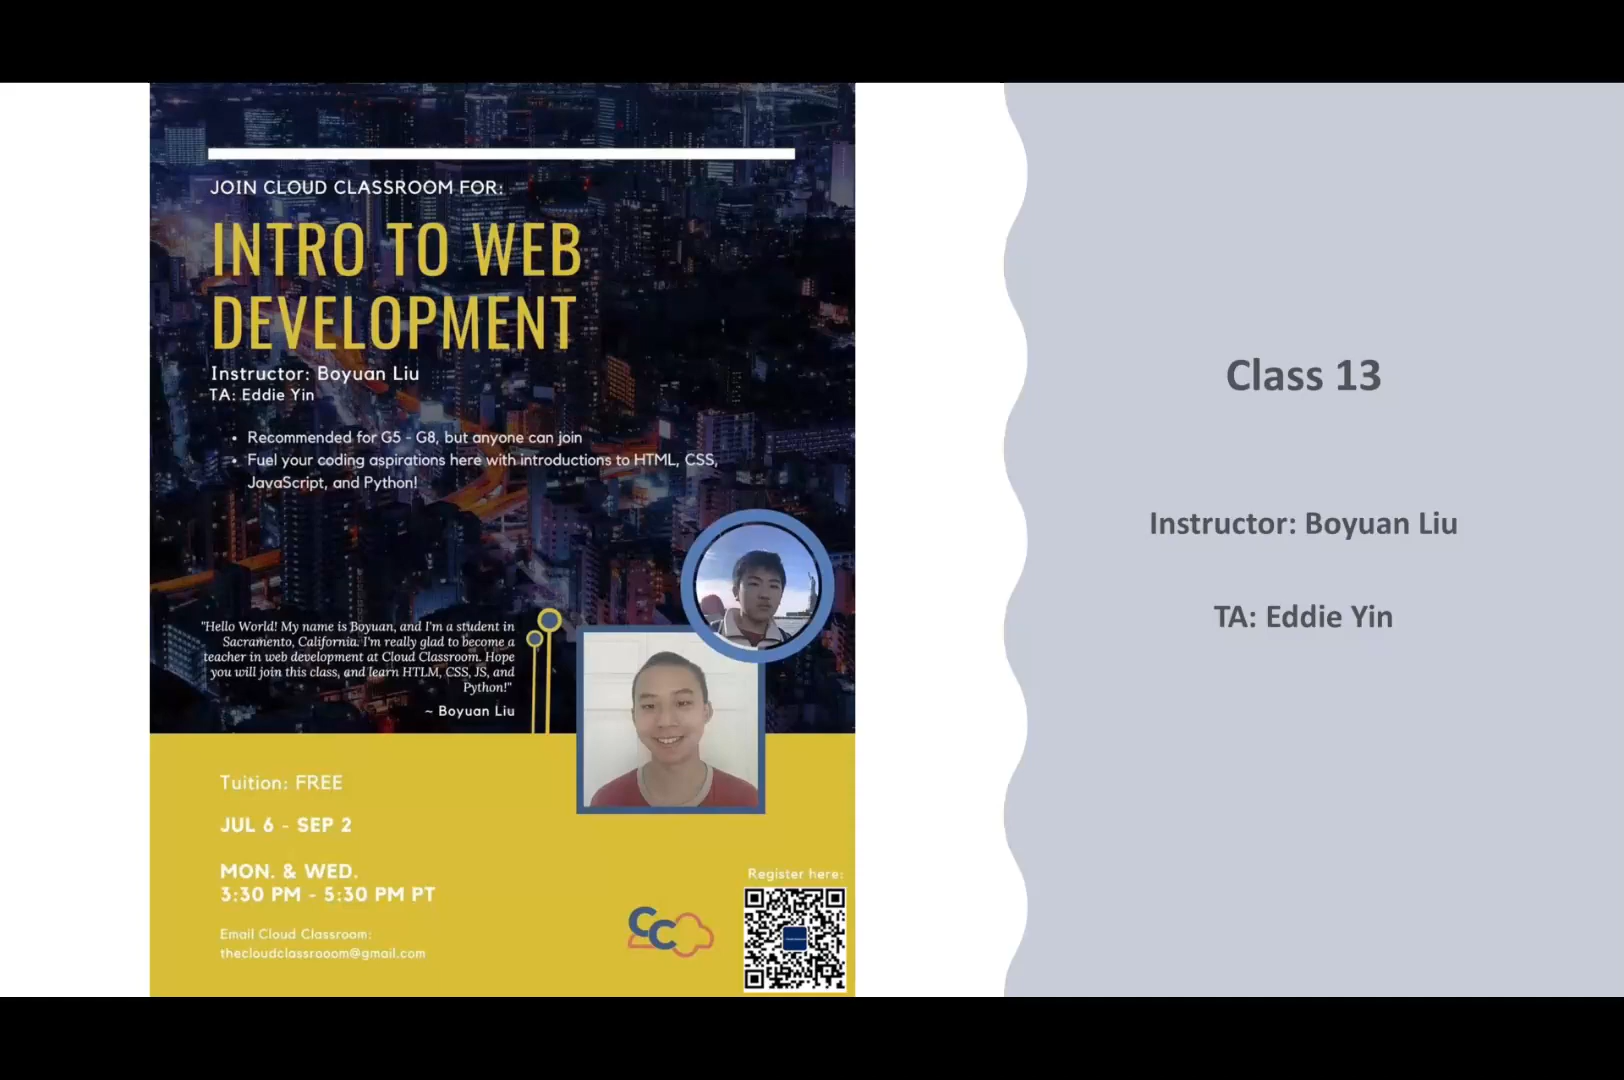 JOIN CLOUD CLASSROOM FOR:
INTRO TO WEB
DEVELOPMENT
Instructor: Boyuan Liu
TA: Eddie Yin
• Recommended for G5 - G8, but anyone can join
• Fuel your coding aspirations here with introductions to HTML, CSS,
JavaScript, and Python!
"Hello World! My name is Boyuan, and I'm a student in
Sacramento, California. I'm really glad to become a
teacher in web development at Cloud Classroom. Hope
you will join this class, and learn HTLM, CSS, JS, and
Python!"
~ Boyuan Liu
Tuition: FREE
JUL 6 - SEP 2
MON. & WED.
3:30 PM - 5:30 PM PT
Email Cloud Classroom:
thecloudclassrooom@gmail.com
CC
Register here:
Class 13
Instructor: Boyuan Liu
TA: Eddie Yin